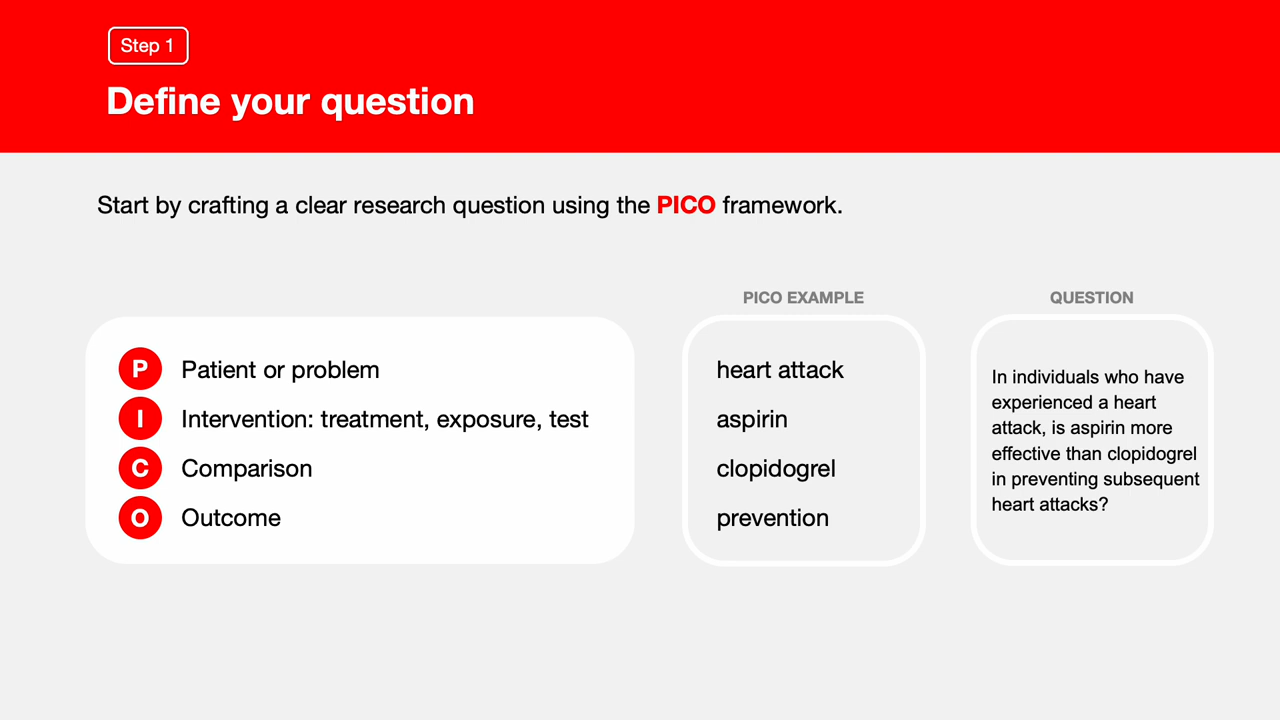 Step 1
Define your question
Start by crafting a clear research question using the PICO framework.
P Patient or problem
I Intervention: treatment, exposure, test
C Comparison
O Outcome
PICO EXAMPLE
heart attack
aspirin
clopidogrel
prevention
QUESTION
In individuals who have
experienced a heart
attack, is aspirin more
effective than clopidogrel
in preventing subsequent
heart attacks?